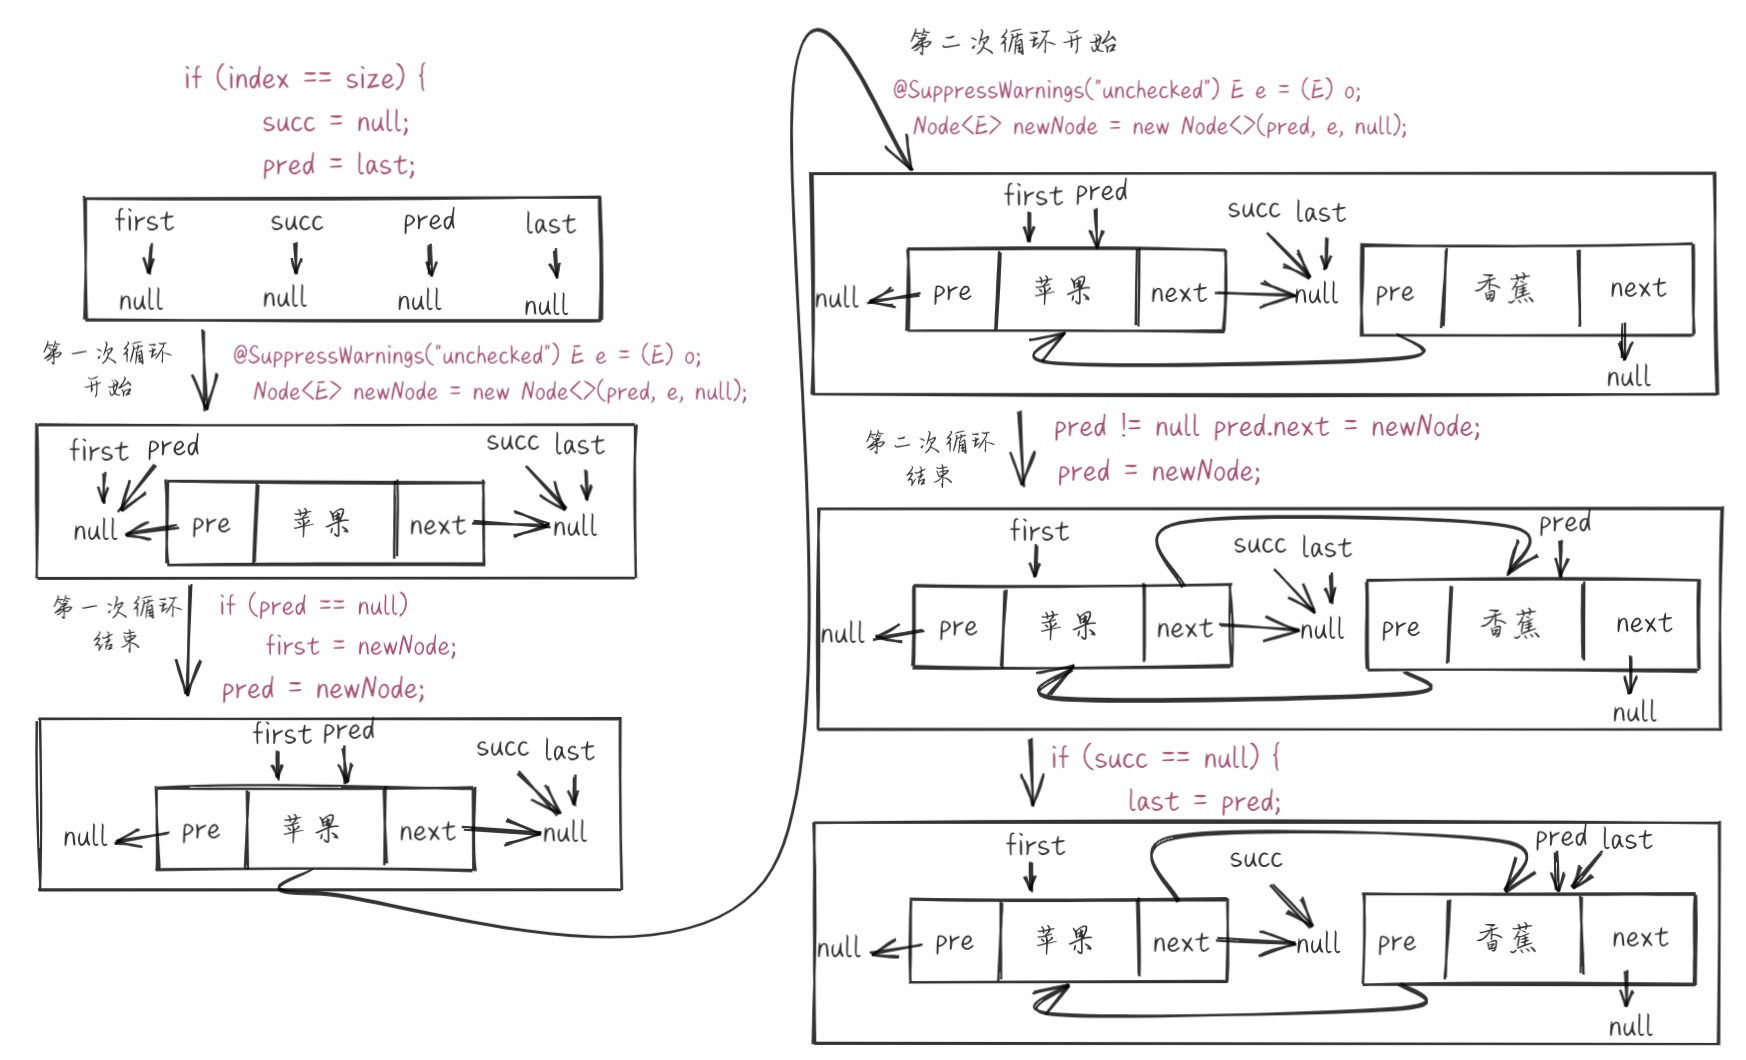 if (index == size) {
succ = null;
pred = last;
first succ pred last
null null null null
第一次循环
开始
@SuppressWarnings("unchecked") E e = (E) o;
Node<E> newNode = new Node<>(pred, e, null);
first pred succ last
null pre 苹果 next null
第一次循环
结束
if (pred == null)
first = newNode;
pred = newNode;
first pred succ last
null pre 苹果 next null
第二次循环开始
@SuppressWarnings("unchecked") E e = (E) o;
Node<E> newNode = new Node<>(pred, e, null);
first pred succ last
null pre 苹果 next null pre 香蕉 next
null
第二次循环
结束
pred != null pred.next = newNode;
pred = newNode;
first succ last pred
null pre 苹果 next null pre 香蕉 next
null
if (succ == null) {
last = pred;
first succ pred last
null pre 苹果 next null pre 香蕉 next
null